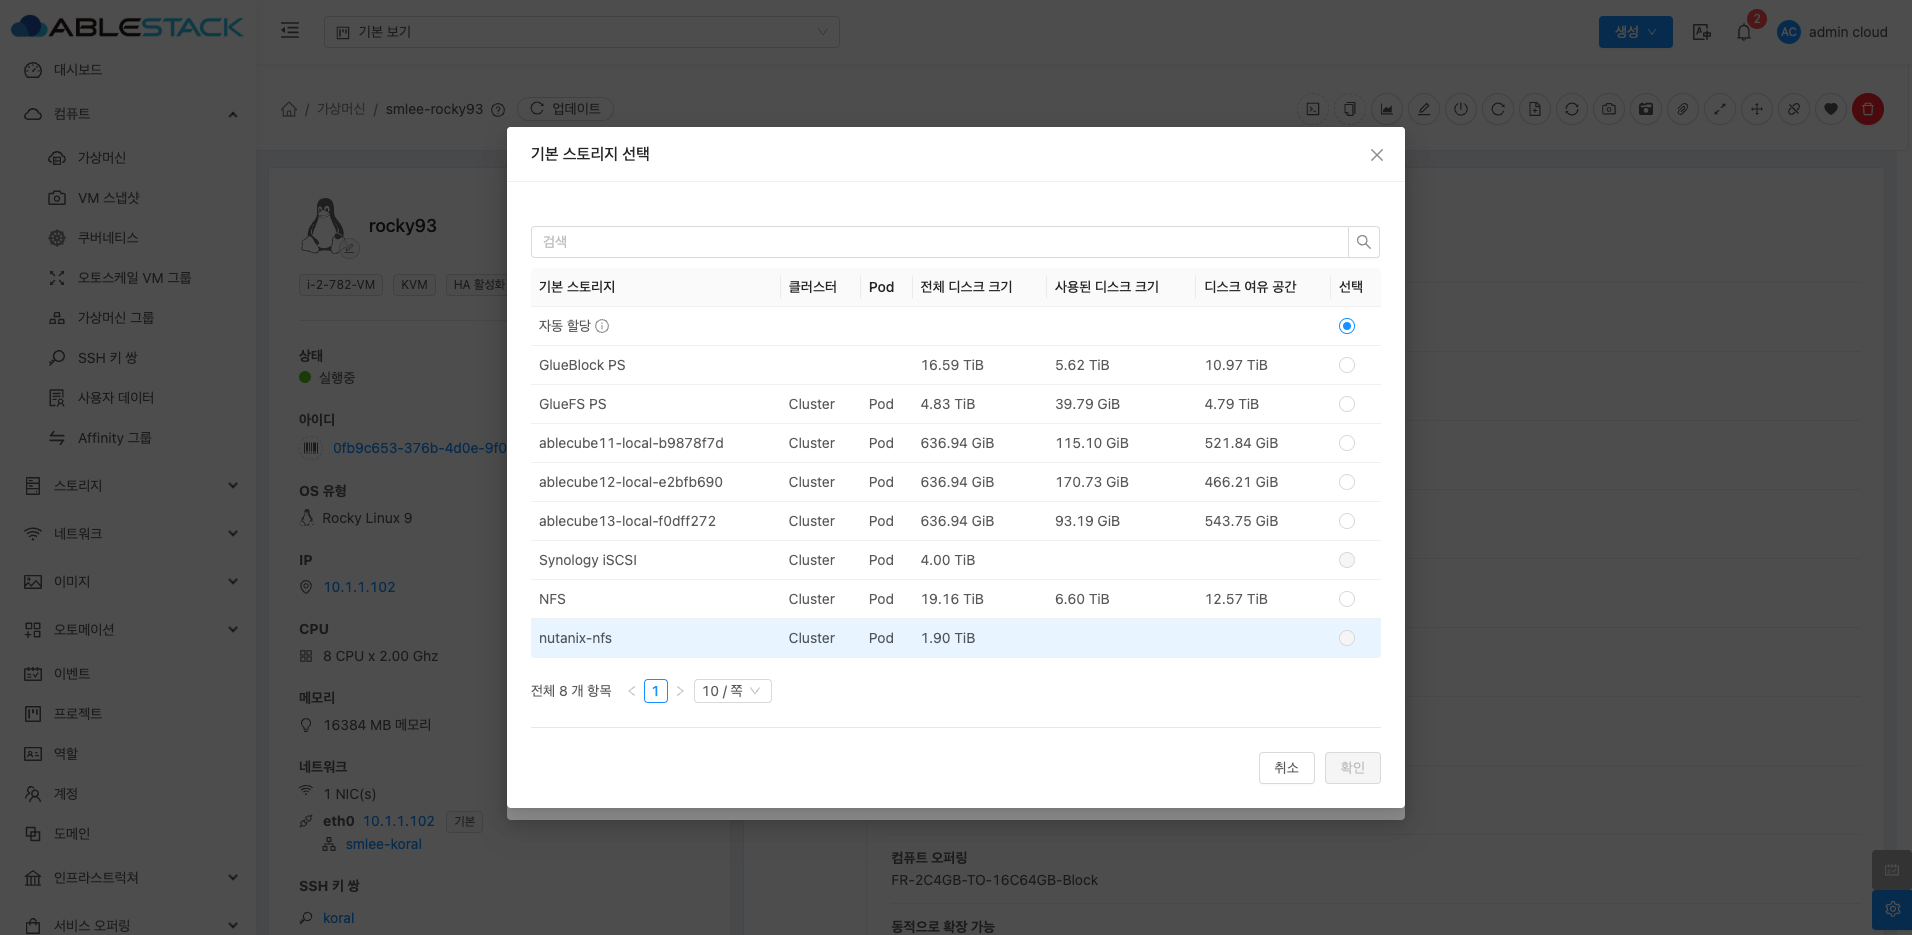 ABLESTACK
기본 보기
생성
2
AC
admin cloud
대시보드
컴퓨트
가상머신
VM 스냅샷
쿠버네티스
오토스케일 VM 그룹
가상머신 그룹
SSH 키 쌍
사용자 데이터
Affinity 그룹
스토리지
네트워크
이미지
오토메이션
이벤트
프로젝트
역할
계정
도메인
인프라스트럭쳐
서비스 오퍼링
/ 가상머신 / smlee-rocky93
업데이트
rocky93
i-2-782-VM
KVM
HA 활성화
상태
실행중
아이디
0fb9c653-376b-4d0e-9f0
OS 유형
Rocky Linux 9
IP
10.1.1.102
CPU
8 CPU x 2.00 Ghz
메모리
16384 MB 메모리
네트워크
1 NIC(s)
eth0 10.1.1.102 기본
smlee-koral
SSH 키 쌍
koral
기본 스토리지 선택
검색
기본 스토리지 클러스터 Pod 전체 디스크 크기 사용된 디스크 크기 디스크 여유 공간 선택
자동 할당
GlueBlock PS 16.59 TiB 5.62 TiB 10.97 TiB
GlueFS PS Cluster Pod 4.83 TiB 39.79 GiB 4.79 TiB
ablecube11-local-b9878f7d Cluster Pod 636.94 GiB 115.10 GiB 521.84 GiB
ablecube12-local-e2bfb690 Cluster Pod 636.94 GiB 170.73 GiB 466.21 GiB
ablecube13-local-f0dff272 Cluster Pod 636.94 GiB 93.19 GiB 543.75 GiB
Synology iSCSI Cluster Pod 4.00 TiB
NFS Cluster Pod 19.16 TiB 6.60 TiB 12.57 TiB
nutanix-nfs Cluster Pod 1.90 TiB
전체 8 개 항목 < 1 > 10 / 쪽
취소
확인
컴퓨트 오퍼링
FR-2C4GB-TO-16C64GB-Block
동적으로 확장 가능